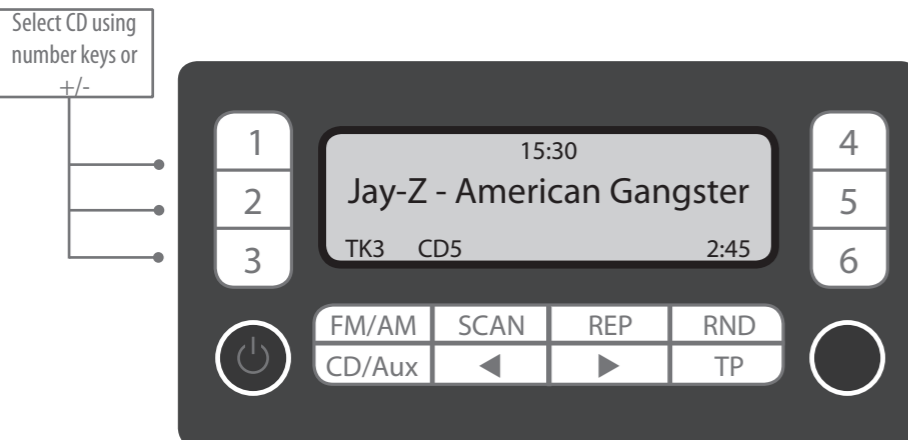 Select CD using
number keys or
+/-
1
2
3
15:30
Jay-Z - American Gangster
TK3 CD5 2:45
4
5
6
FM/AM SCAN REP RND
CD/Aux ◀ ▶ TP